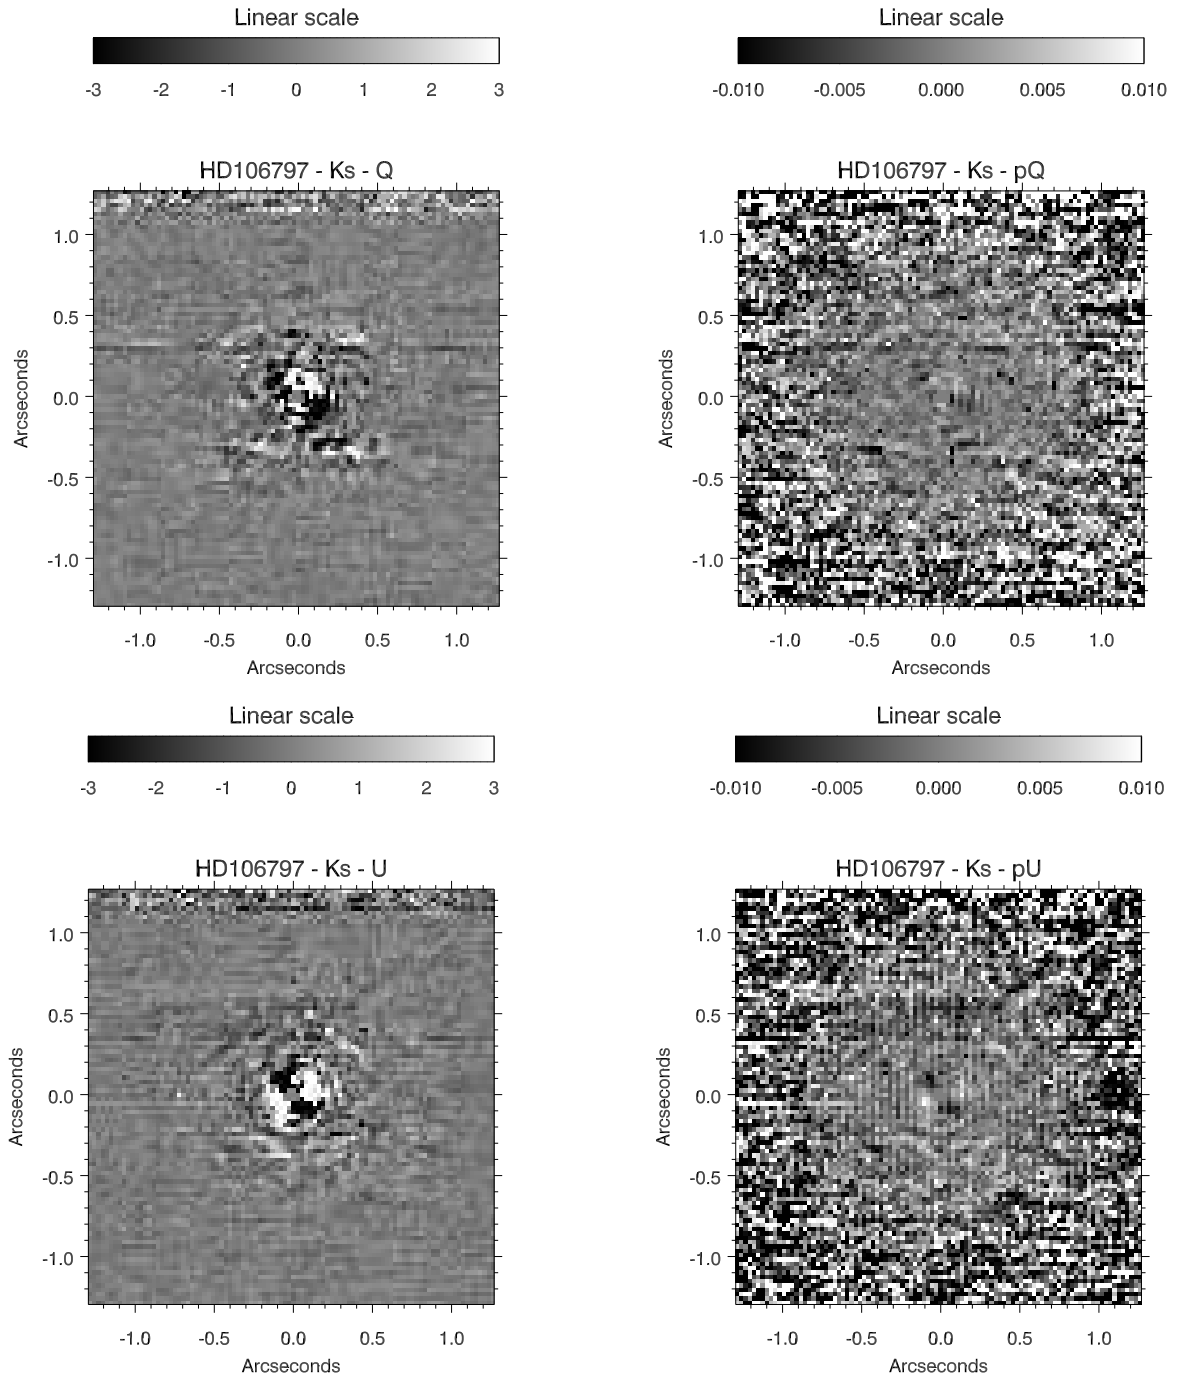 Linear scale
-3 -2 -1 0 1 2 3
HD106797 - Ks - Q
1.0
0.5
0.0
-0.5
-1.0
Arcseconds
-1.0 -0.5 0.0 0.5 1.0
Arcseconds
Linear scale
-0.010 -0.005 0.000 0.005 0.010
HD106797 - Ks - pQ
1.0
0.5
0.0
-0.5
-1.0
Arcseconds
-1.0 -0.5 0.0 0.5 1.0
Arcseconds
Linear scale
-3 -2 -1 0 1 2 3
HD106797 - Ks - U
1.0
0.5
0.0
-0.5
-1.0
Arcseconds
-1.0 -0.5 0.0 0.5 1.0
Arcseconds
Linear scale
-0.010 -0.005 0.000 0.005 0.010
HD106797 - Ks - pU
1.0
0.5
0.0
-0.5
-1.0
Arcseconds
-1.0 -0.5 0.0 0.5 1.0
Arcseconds